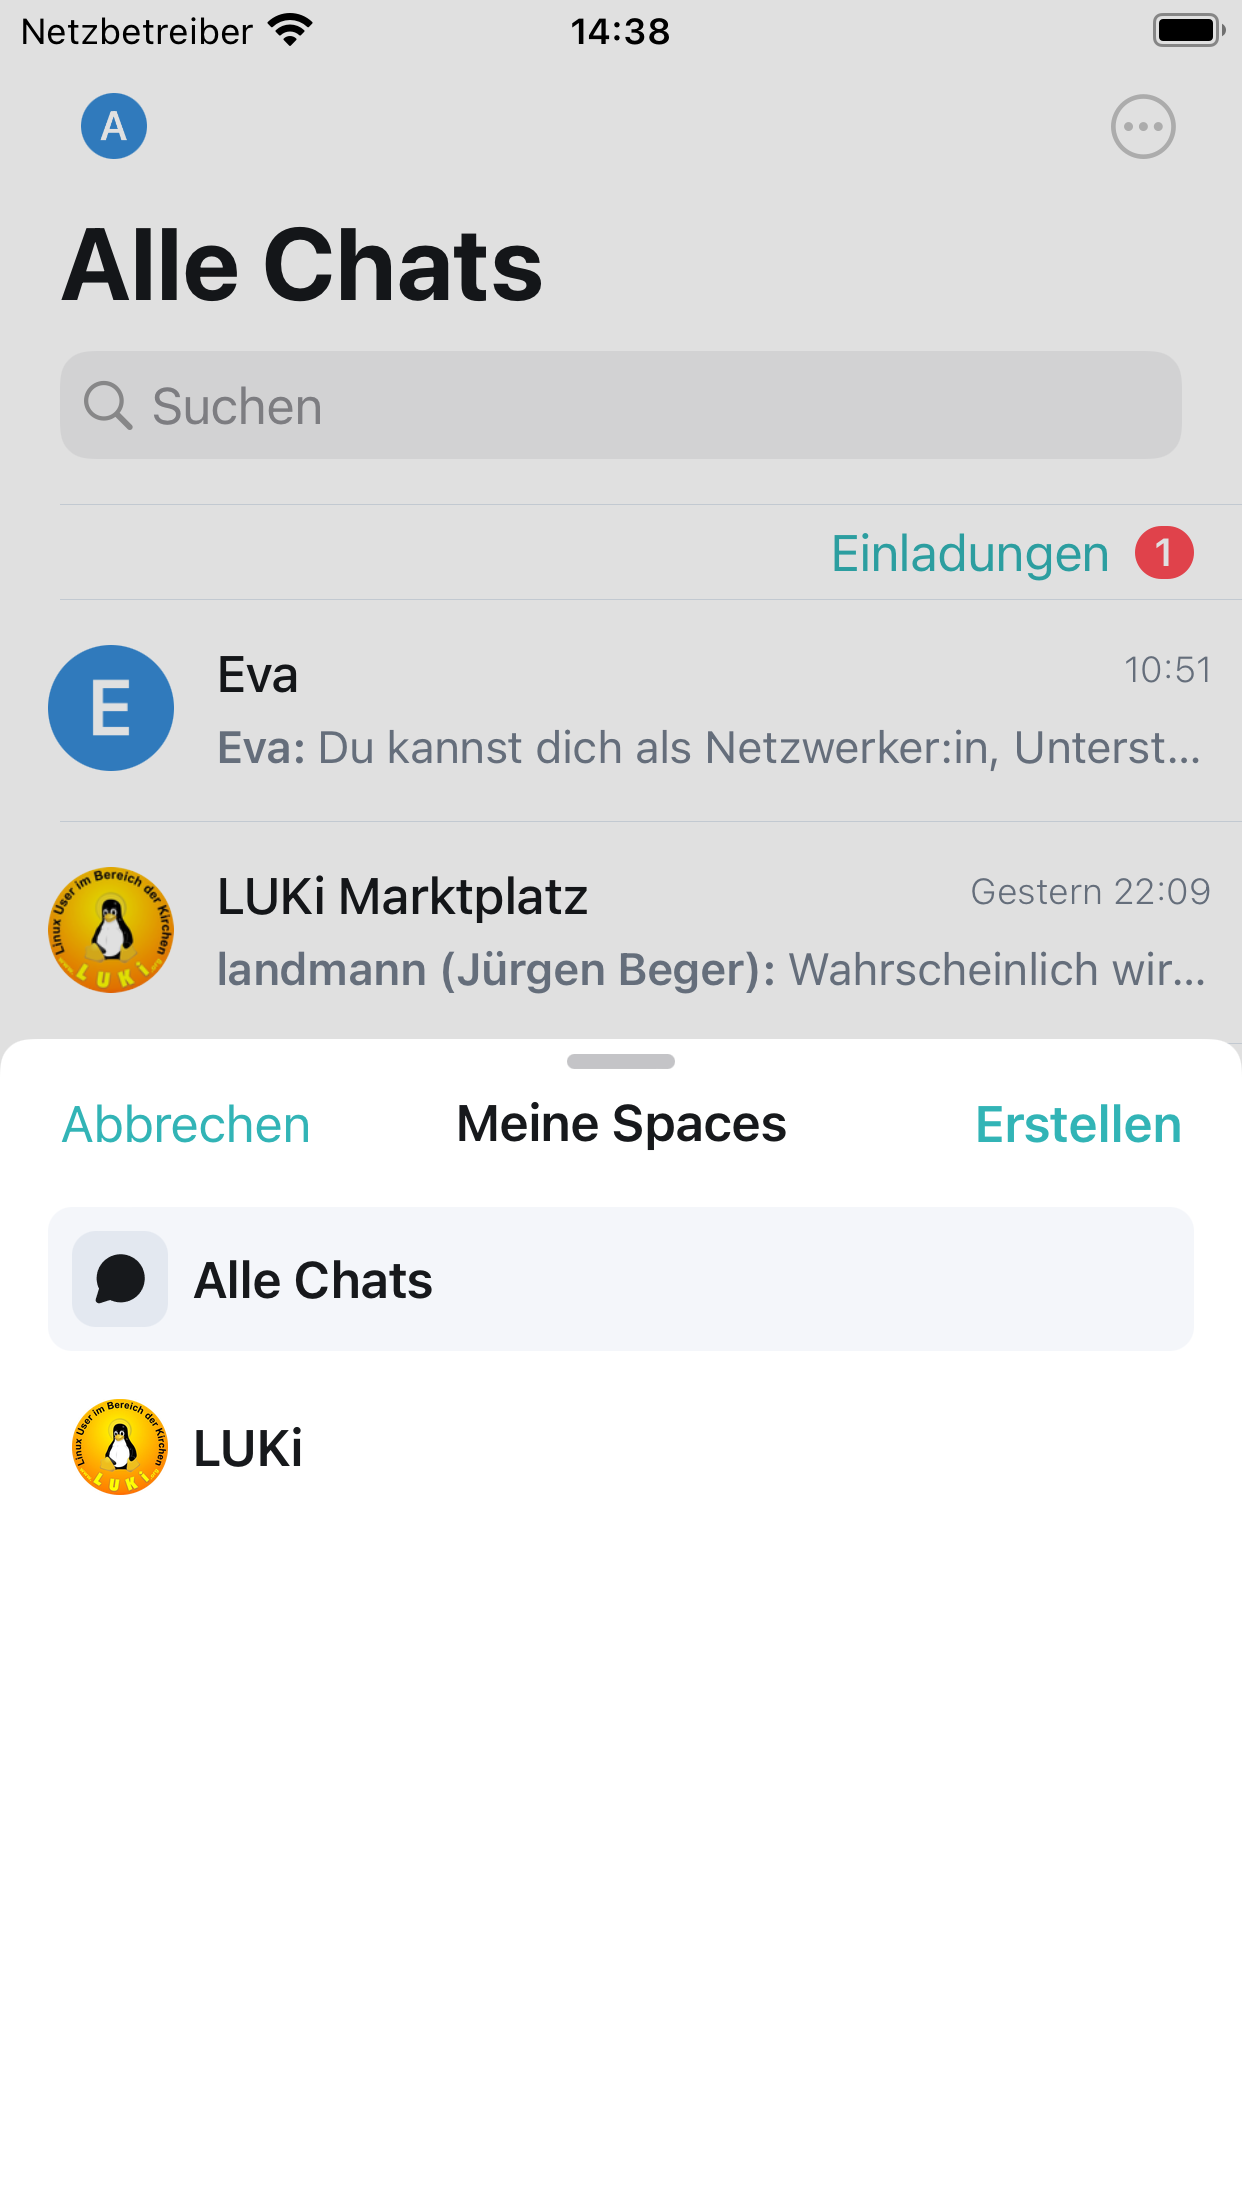 Netzbetreiber 14:38
A
Alle Chats
Suchen
Einladungen 1
E
Eva 10:51
Eva: Du kannst dich als Netzwerker:in, Unterst...
Linux User im Bereich der Kirchen
LUKi
LUKi Marktplatz Gestern 22:09
landmann (Jürgen Beger): Wahrscheinlich wir...
Abbrechen Meine Spaces Erstellen
Alle Chats
Linux User im Bereich der Kirchen
LUKi
LUKi